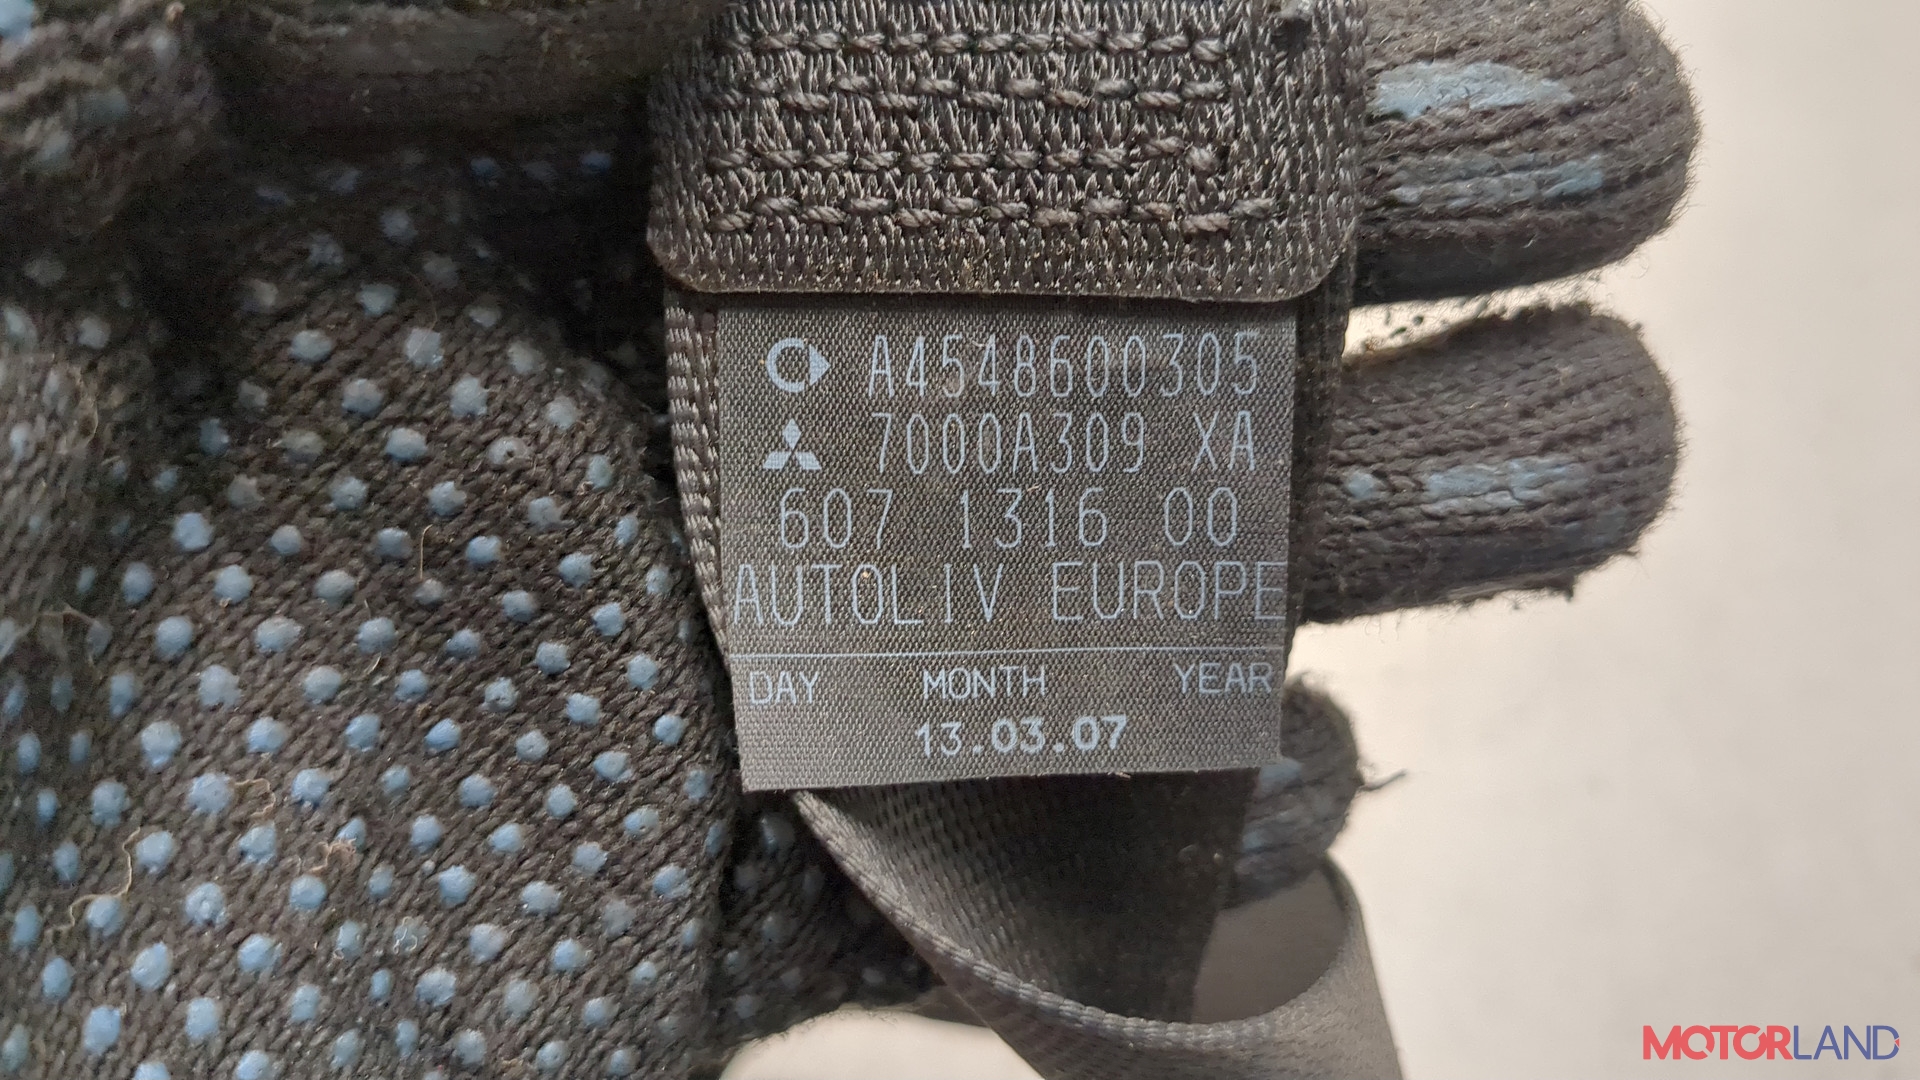 A4548600305
7000A309 XA
607 1316 00
AUTOLIV EUROPE
DAY MONTH YEAR
13.03.07
MOTORLAND